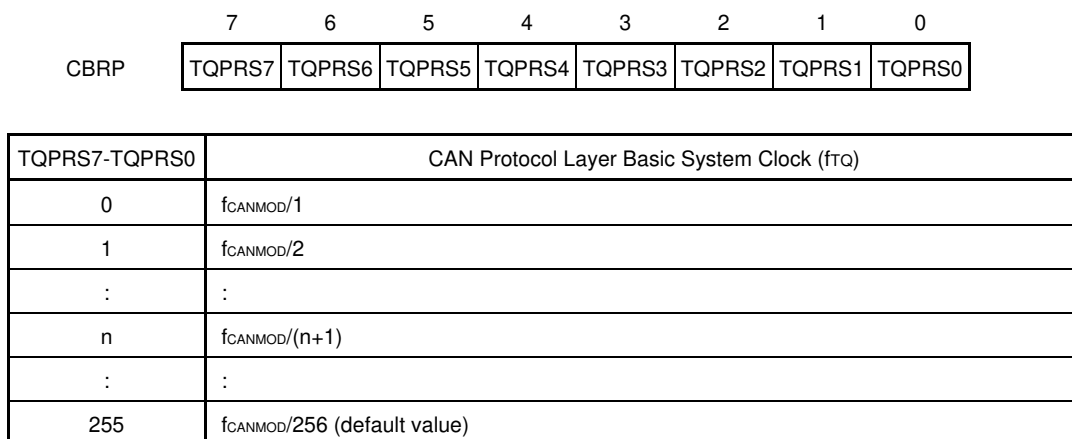 7 6 5 4 3 2 1 0
CBRP TQPRS7 TQPRS6 TQPRS5 TQPRS4 TQPRS3 TQPRS2 TQPRS1 TQPRS0
TQPRS7-TQPRS0 CAN Protocol Layer Basic System Clock (fTQ)
0 fCANMOD/1
1 fCANMOD/2
: :
n fCANMOD/(n+1)
: :
255 fCANMOD/256 (default value)